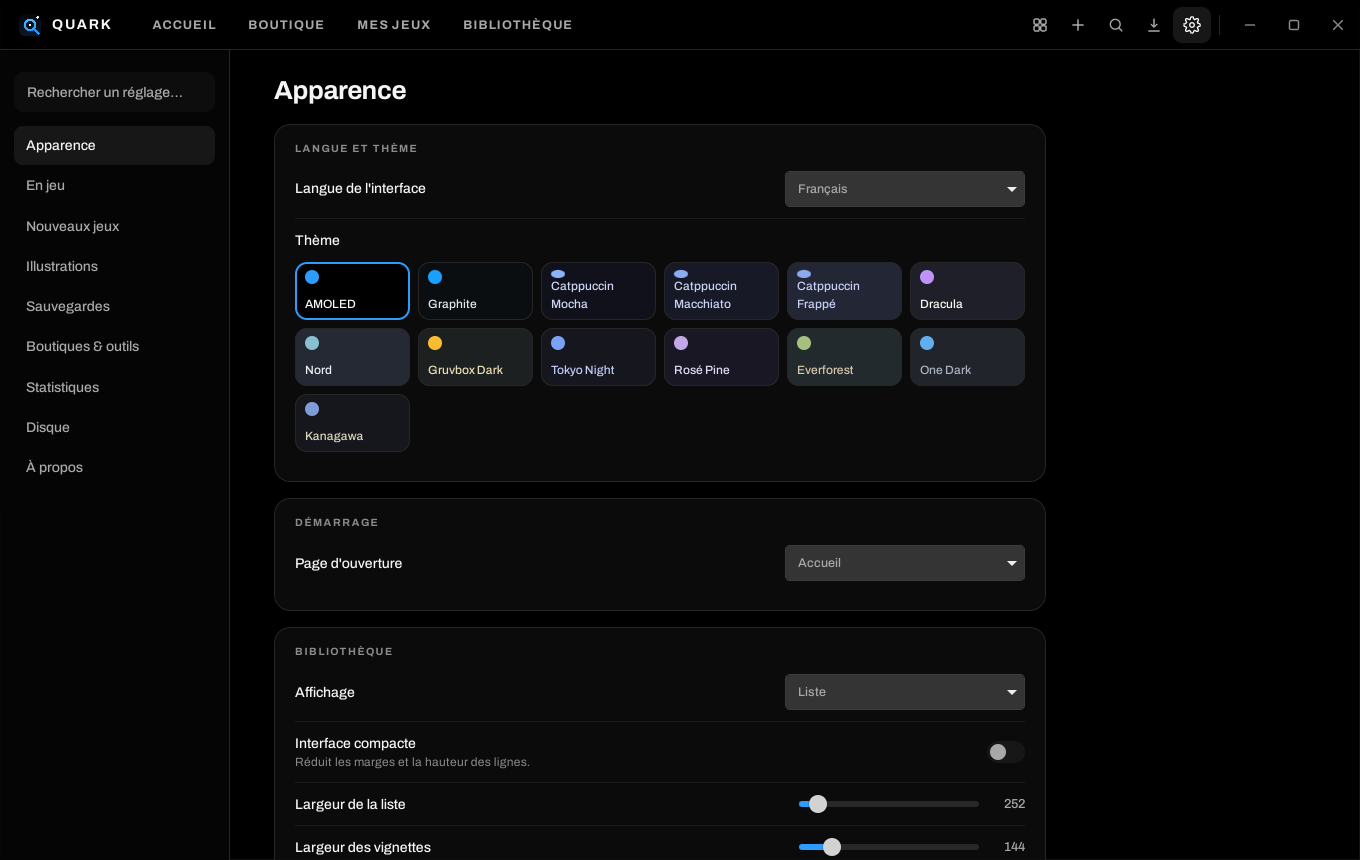 QUARK ACCUEIL BOUTIQUE MES JEUX BIBLIOTHÈQUE
Rechercher un réglage...
Apparence
En jeu
Nouveaux jeux
Illustrations
Sauvegardes
Boutiques & outils
Statistiques
Disque
À propos
Apparence
LANGUE ET THÈME
Langue de l'interface Français
Thème
AMOLED
Graphite
Catppuccin
Mocha
Catppuccin
Macchiato
Catppuccin
Frappé
Dracula
Nord
Gruvbox Dark
Tokyo Night
Rosé Pine
Everforest
One Dark
Kanagawa
DÉMARRAGE
Page d'ouverture Accueil
BIBLIOTHÈQUE
Affichage Liste
Interface compacte
Réduit les marges et la hauteur des lignes.
Largeur de la liste 252
Largeur des vignettes 144